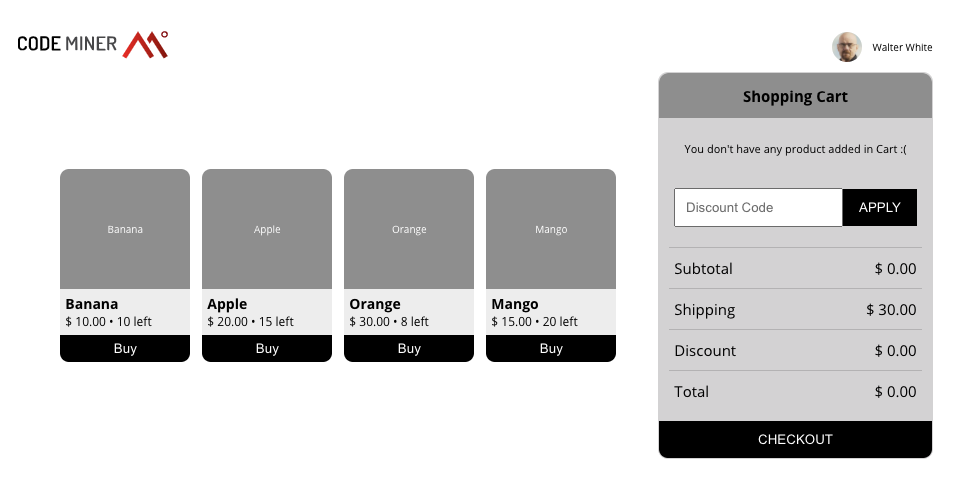 CODE MINER
Walter White
Shopping Cart
You don't have any product added in Cart :(
Discount Code
APPLY
Subtotal $ 0.00
Shipping $ 30.00
Discount $ 0.00
Total $ 0.00
CHECKOUT
Banana
Banana
$ 10.00 • 10 left
Buy
Apple
Apple
$ 20.00 • 15 left
Buy
Orange
Orange
$ 30.00 • 8 left
Buy
Mango
Mango
$ 15.00 • 20 left
Buy